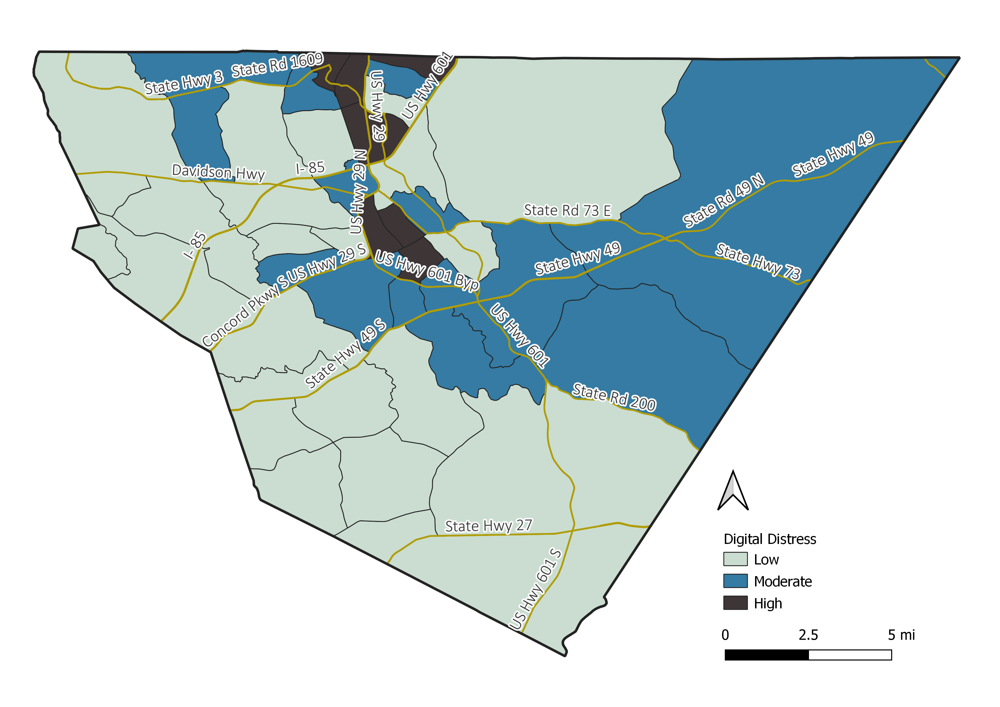 State Hwy 3
State Rd 1609
US Hwy 601
US Hwy 29
Davidson Hwy
I- 85
US Hwy 29 N
State Hwy 49
State Rd 49 N
State Rd 73 E
I- 85
US Hwy 29 S
Concord Pkwy S
US Hwy 601 Byp
State Hwy 49
State Hwy 73
State Hwy 49 S
US Hwy 601
State Rd 200
State Hwy 27
US Hwy 601 S
Digital Distress
Low
Moderate
High
0 2.5 5 mi